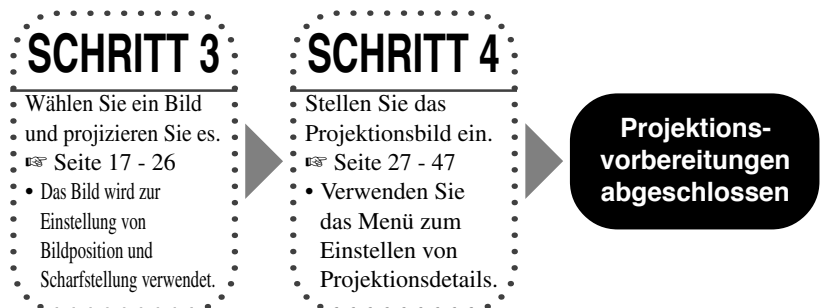 SCHRITT 3
Wählen Sie ein Bild
und projizieren Sie es.
☞ Seite 17 - 26
• Das Bild wird zur
Einstellung von
Bildposition und
Scharfstellung verwendet.
SCHRITT 4
Stellen Sie das
Projektionsbild ein.
☞ Seite 27 - 47
• Verwenden Sie
das Menü zum
Einstellen von
Projektionsdetails.
Projektions-
vorbereitungen
abgeschlossen